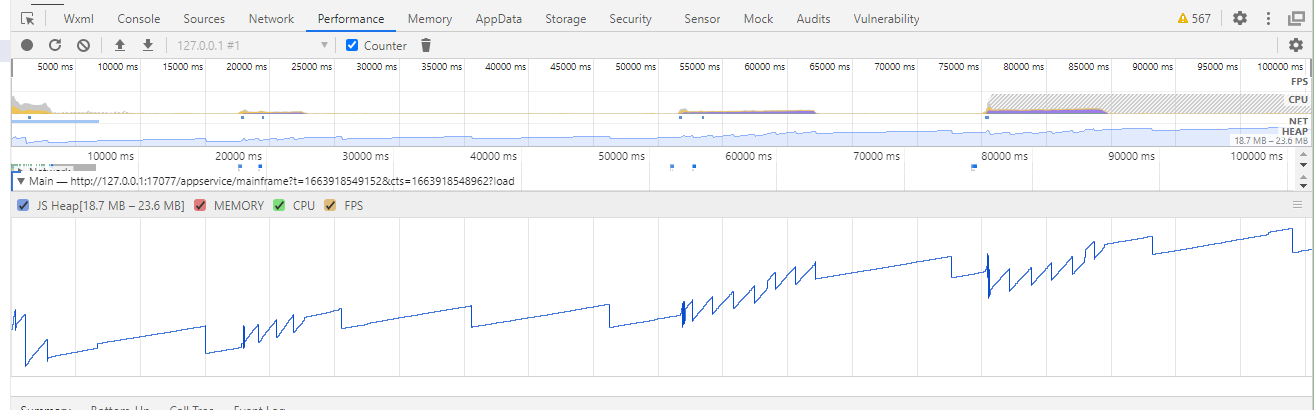 Wxml Console Sources Network Performance Memory AppData Storage Security Sensor Mock Audits Vulnerability 567
127.0.0.1 #1 Counter
5000 ms 10000 ms 15000 ms 20000 ms 25000 ms 30000 ms 35000 ms 40000 ms 45000 ms 50000 ms 55000 ms 60000 ms 65000 ms 70000 ms 75000 ms 80000 ms 85000 ms 90000 ms 95000 ms 100000 ms
FPS
CPU
NET
HEAP
18.7 MB – 23.6 MB
10000 ms 20000 ms 30000 ms 40000 ms 50000 ms 60000 ms 70000 ms 80000 ms 90000 ms 100000 ms
Network
Main — http://127.0.0.1:17077/appservice/mainframe?t=1663918549152&cts=1663918548962?load
JS Heap[18.7 MB – 23.6 MB] MEMORY CPU FPS
Summary Bottom-Up Call Tree Event Log